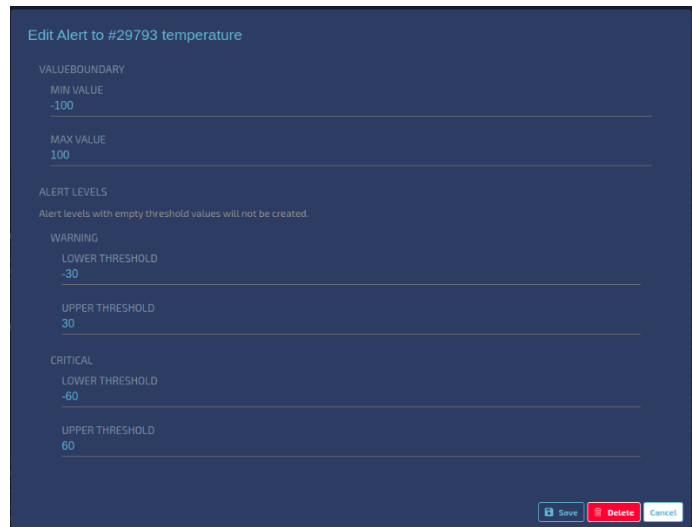 Edit Alert to #29793 temperature
VALUEBOUNDARY
MIN VALUE
-100
MAX VALUE
100
ALERT LEVELS
Alert levels with empty threshold values will not be created.
WARNING
LOWER THRESHOLD
-30
UPPER THRESHOLD
30
CRITICAL
LOWER THRESHOLD
-60
UPPER THRESHOLD
60
Save Delete Cancel